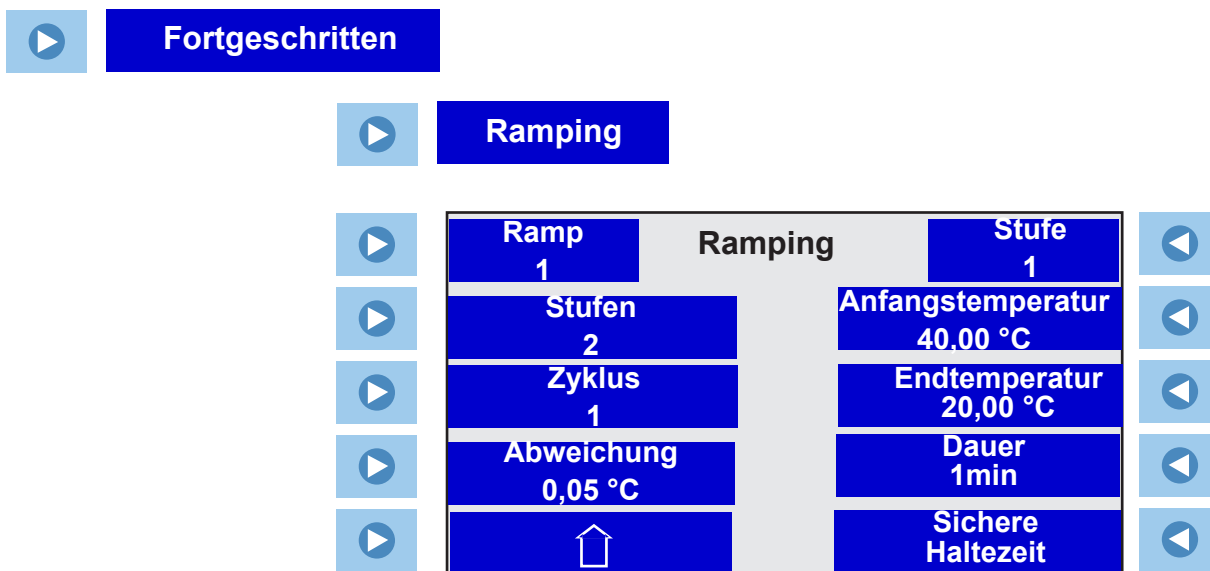 Fortgeschritten
Ramping
Ramp
1
Ramping
Stufe
1
Stufen
2
Anfangstemperatur
40,00 °C
Zyklus
1
Endtemperatur
20,00 °C
Abweichung
0,05 °C
Dauer
1min
Sichere
Haltezeit